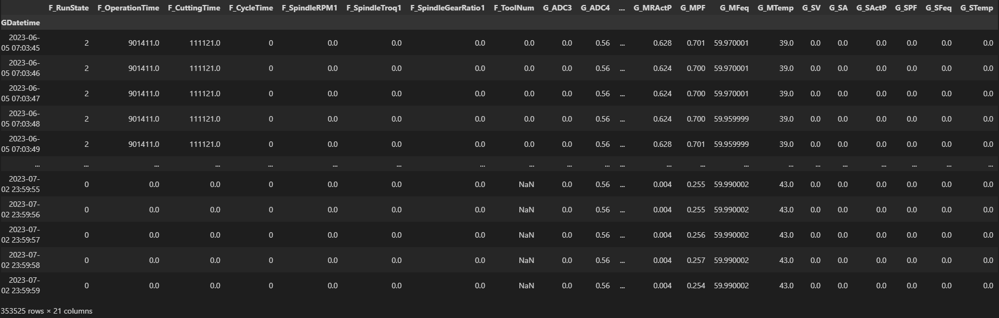 F_RunState F_OperationTime F_CuttingTime F_CycleTime F_SpindleRPM1 F_SpindleTroq1 F_SpindleGearRatio1 F_ToolNum G_ADC3 G_ADC4 ... G_MRActP G_MPF G_MFeq G_MTemp G_SV G_SA G_SActP G_SPF G_SFeq G_STemp
GDatetime
2023-06-
05 07:03:45 2 901411.0 111121.0 0 0.0 0.0 0.0 0.0 0.0 0.56 ... 0.628 0.701 59.970001 39.0 0.0 0.0 0.0 0.0 0.0 0.0
2023-06-
05 07:03:46 2 901411.0 111121.0 0 0.0 0.0 0.0 0.0 0.0 0.56 ... 0.624 0.700 59.970001 39.0 0.0 0.0 0.0 0.0 0.0 0.0
2023-06-
05 07:03:47 2 901411.0 111121.0 0 0.0 0.0 0.0 0.0 0.0 0.56 ... 0.624 0.700 59.970001 39.0 0.0 0.0 0.0 0.0 0.0 0.0
2023-06-
05 07:03:48 2 901411.0 111121.0 0 0.0 0.0 0.0 0.0 0.0 0.56 ... 0.624 0.700 59.959999 39.0 0.0 0.0 0.0 0.0 0.0 0.0
2023-06-
05 07:03:49 2 901411.0 111121.0 0 0.0 0.0 0.0 0.0 0.0 0.56 ... 0.628 0.701 59.959999 39.0 0.0 0.0 0.0 0.0 0.0 0.0
... ... ... ... ... ... ... ... ... ... ... ... ... ... ... ... ... ... ... ... ... ...
2023-07-
02 23:59:55 0 0.0 0.0 0 0.0 0.0 0.0 NaN 0.0 0.56 ... 0.004 0.255 59.990002 43.0 0.0 0.0 0.0 0.0 0.0 0.0
2023-07-
02 23:59:56 0 0.0 0.0 0 0.0 0.0 0.0 NaN 0.0 0.56 ... 0.004 0.255 59.990002 43.0 0.0 0.0 0.0 0.0 0.0 0.0
2023-07-
02 23:59:57 0 0.0 0.0 0 0.0 0.0 0.0 NaN 0.0 0.56 ... 0.004 0.256 59.990002 43.0 0.0 0.0 0.0 0.0 0.0 0.0
2023-07-
02 23:59:58 0 0.0 0.0 0 0.0 0.0 0.0 NaN 0.0 0.56 ... 0.004 0.257 59.990002 43.0 0.0 0.0 0.0 0.0 0.0 0.0
2023-07-
02 23:59:59 0 0.0 0.0 0 0.0 0.0 0.0 NaN 0.0 0.56 ... 0.004 0.254 59.990002 43.0 0.0 0.0 0.0 0.0 0.0 0.0
353525 rows × 21 columns